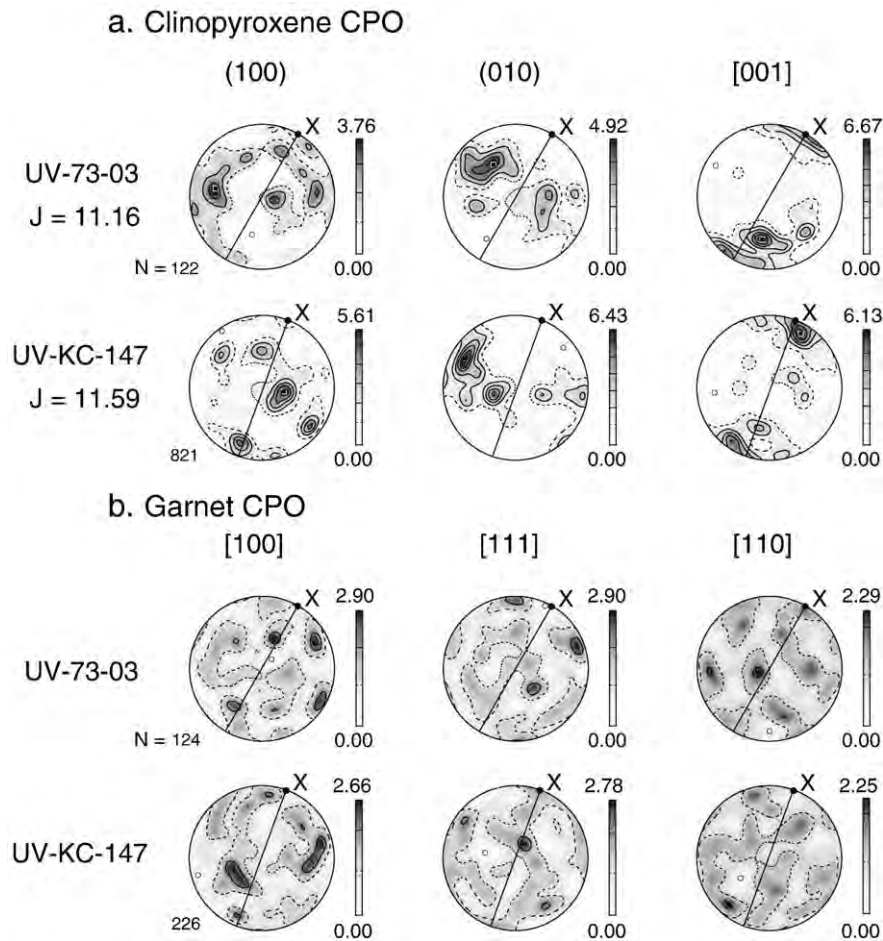 a. Clinopyroxene CPO
(100) (010) [001]
X 3.76 X 4.92 X 6.67
UV-73-03
J = 11.16
N = 122 0.00 0.00 0.00
X 5.61 X 6.43 X 6.13
UV-KC-147
J = 11.59
821 0.00 0.00 0.00
b. Garnet CPO
[100] [111] [110]
X 2.90 X 2.90 X 2.29
UV-73-03
N = 124 0.00 0.00 0.00
X 2.66 X 2.78 X 2.25
UV-KC-147
226 0.00 0.00 0.00